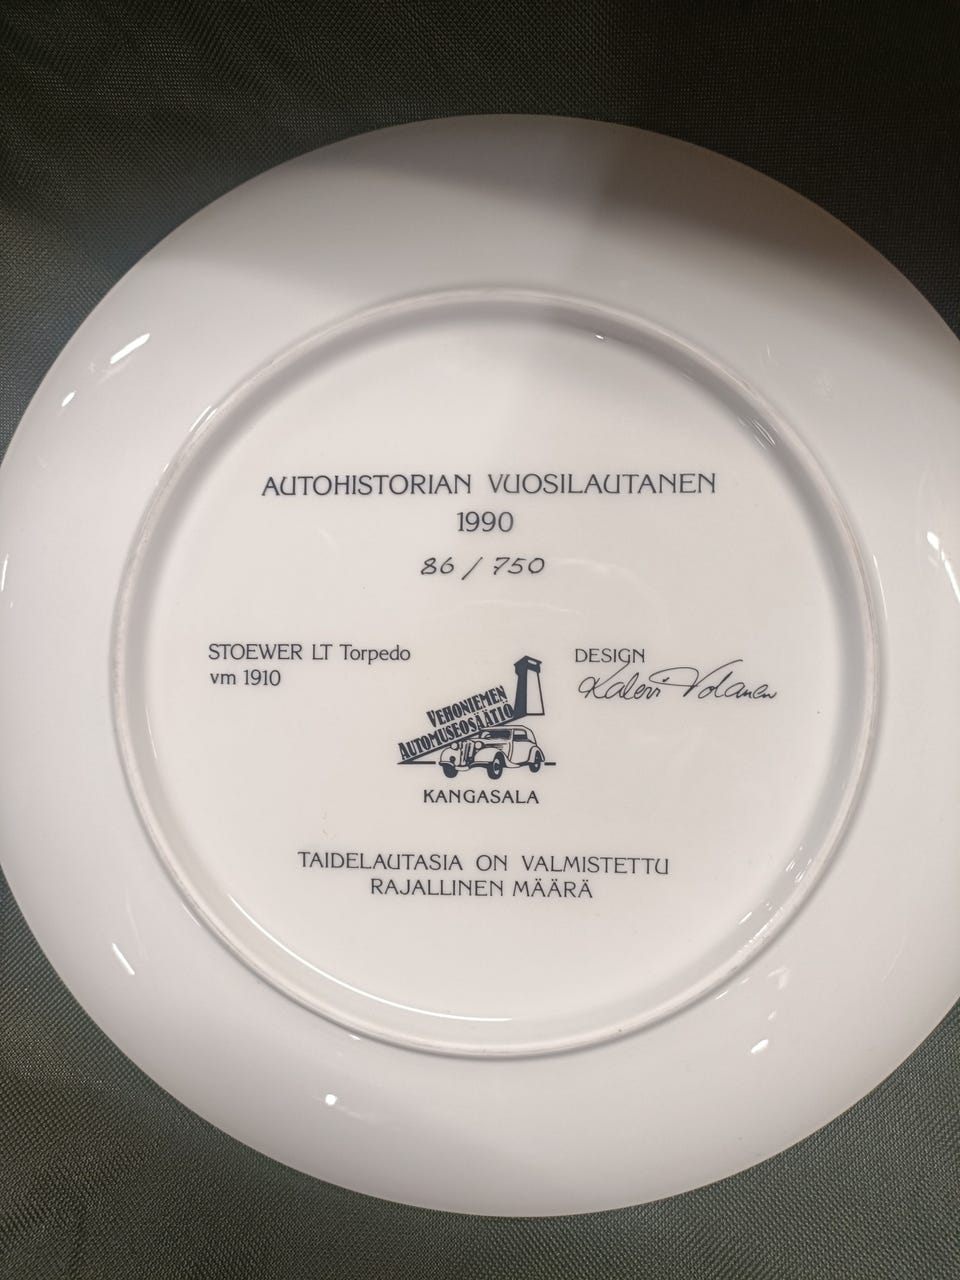 AUTOHISTORIAN VUOSILAUTANEN
1990
86 / 750
STOEWER LT Torpedo
vm 1910
DESIGN
Kalervi Volanen
VEHONIEMEN
AUTOMUSEOSÄÄTIÖ
KANGASALA
TAIDELAUTASIA ON VALMISTETTU
RAJALLINEN MÄÄRÄ